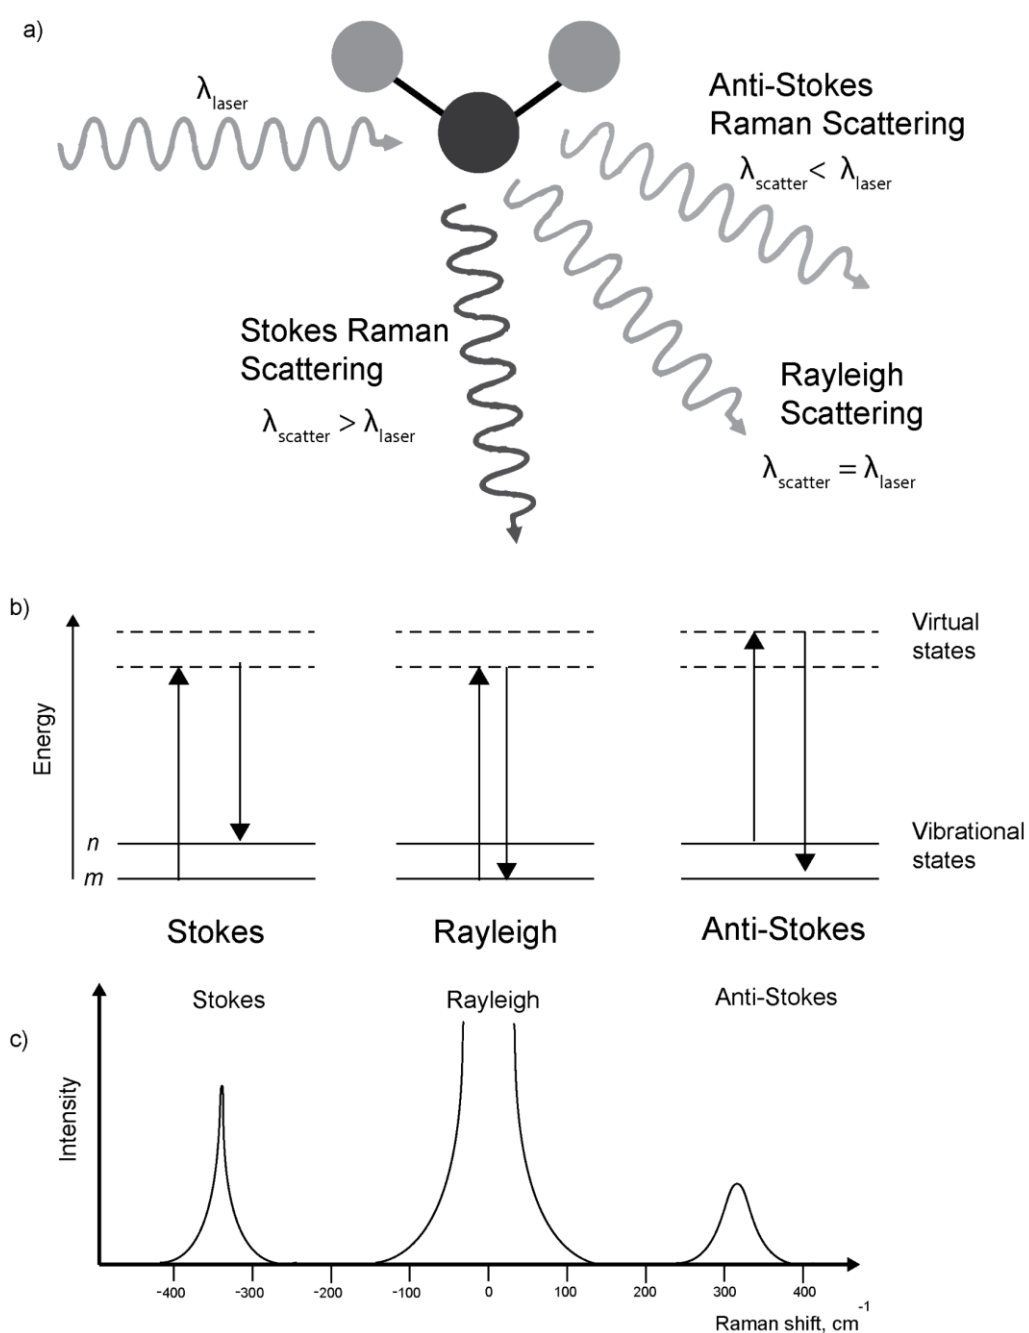 a)
λlaser
Anti-Stokes
Raman Scattering
λscatter < λlaser
Stokes Raman
Scattering
λscatter > λlaser
Rayleigh
Scattering
λscatter = λlaser
b)
Energy
n
m
Virtual
states
Vibrational
states
Stokes
Rayleigh
Anti-Stokes
c)
Intensity
Stokes
Rayleigh
Anti-Stokes
-400 -300 -200 -100 0 100 200 300 400
Raman shift, cm-1